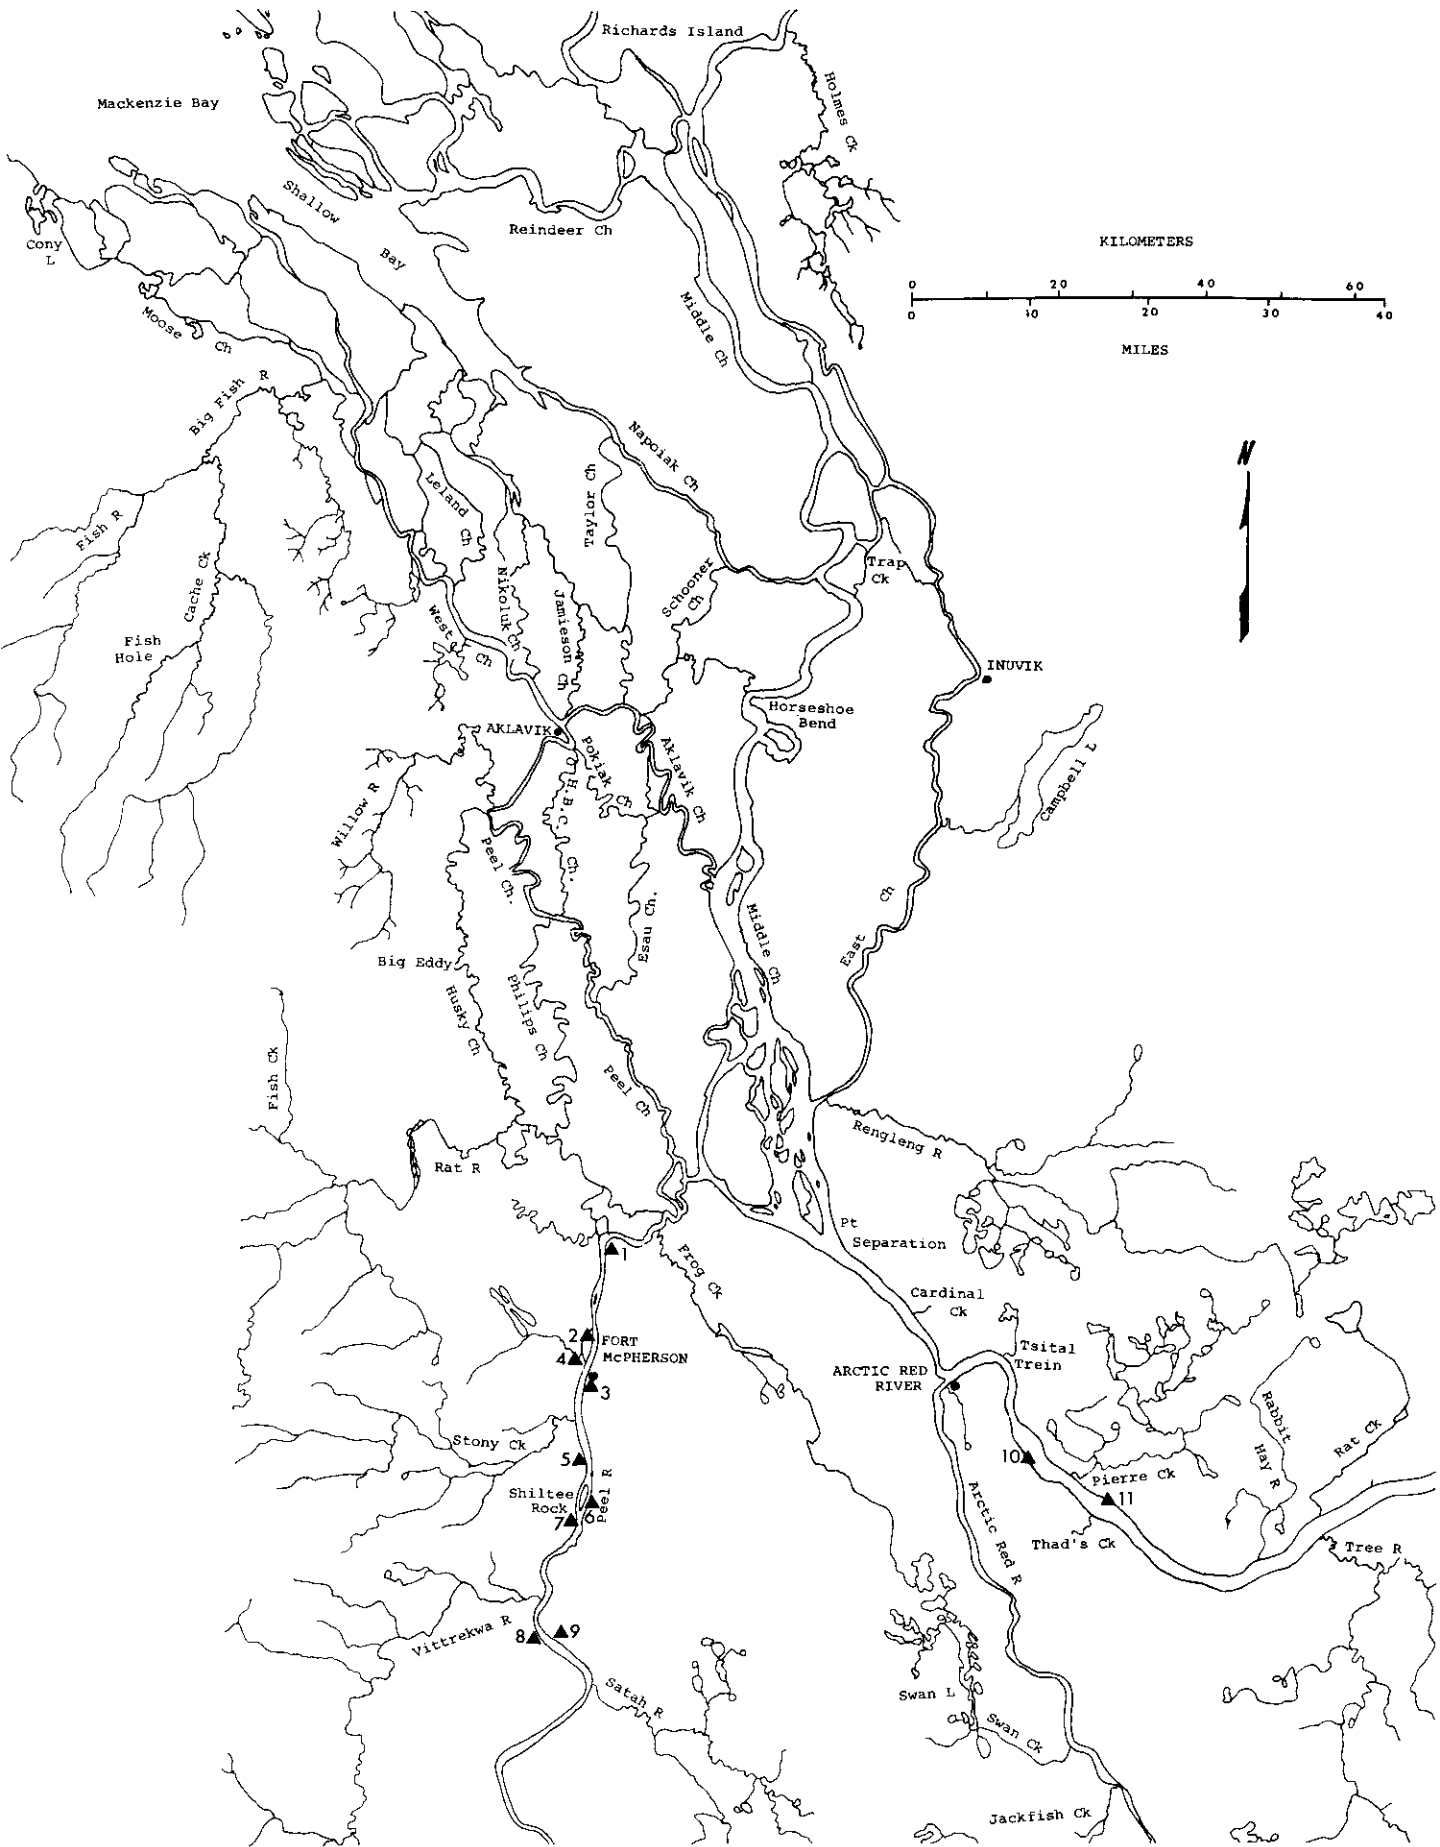 Richards Island
Mackenzie Bay
Holmes Ck
Shallow
Bay
Reindeer Ch
Cony
L
KILOMETERS
0 20 40 60
0 10 20 30 40
MILES
Moose Ch
Middle Ch
Big Fish R
Napoiak Ch
N
Leland Ch
Taylor Ch
Fish R
Cache Ck
Trap
Ck
Schooner
Ch
Nikoluk Ch
Jamieson Ch
West Ch
Fish
Hole
INUVIK
Horseshoe
Bend
AKLAVIK
Pokiak Ch
Aklavik Ch
H.B.C. Ch.
Campbell L
Willow R
Peel Ch.
Esau Ch.
East Ch
Middle Ch
Big Eddy
Husky Ch
Philips Ch
Fish Ck
Peel Ch
Rengleng R
Rat R
Pt
Separation
1
Frog Ck
Cardinal
Ck
2 FORT
4 McPHERSON
3
Tsital
Trein
ARCTIC RED
RIVER
Rabbit
Hay R
Rat Ck
Stony Ck
5
10
Pierre Ck
11
Shiltee
Rock
Peel R
6
7
Arctic Red R
Thad's Ck
Tree R
Vittrekwa R
8 9
Satah R
Swan L
Swan Ck
Jackfish Ck